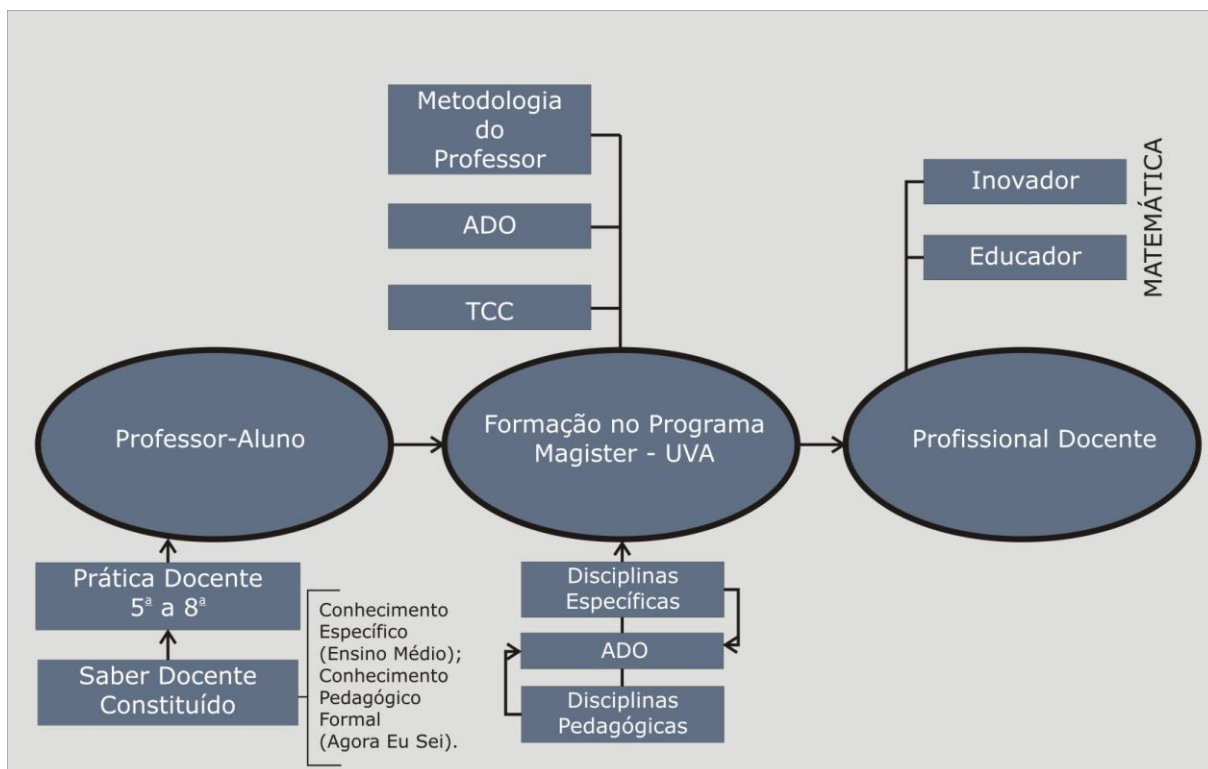 Metodologia
do
Professor
ADO
TCC
Inovador
Educador
MATEMÁTICA
Professor-Aluno
Formação no Programa
Magister - UVA
Profissional Docente
Prática Docente
5ª a 8ª
Saber Docente
Constituído
Conhecimento
Específico
(Ensino Médio);
Conhecimento
Pedagógico
Formal
(Agora Eu Sei).
Disciplinas
Específicas
ADO
Disciplinas
Pedagógicas